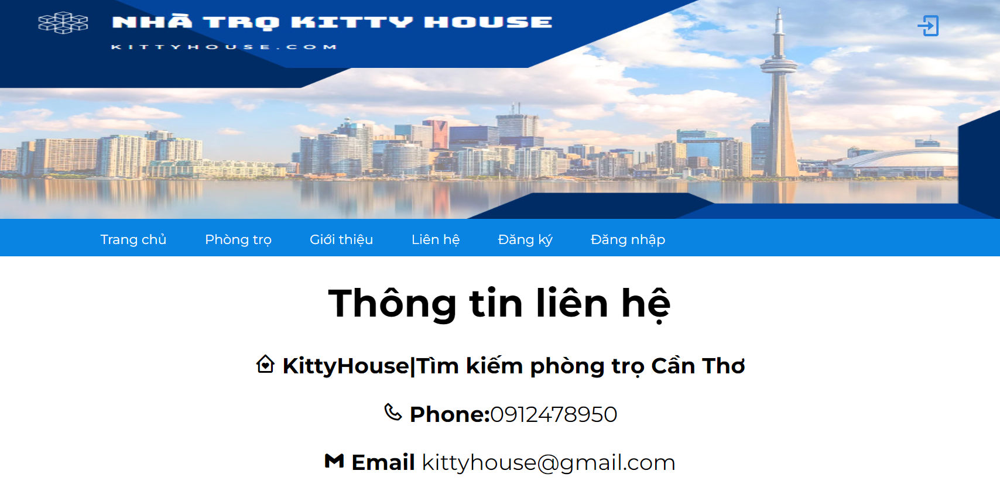 NHÀ TRỌ KITTY HOUSE
KITTYHOUSE.COM
Trang chủ Phòng trọ Giới thiệu Liên hệ Đăng ký Đăng nhập
Thông tin liên hệ
KittyHouse|Tìm kiếm phòng trọ Cần Thơ
Phone:0912478950
Email kittyhouse@gmail.com